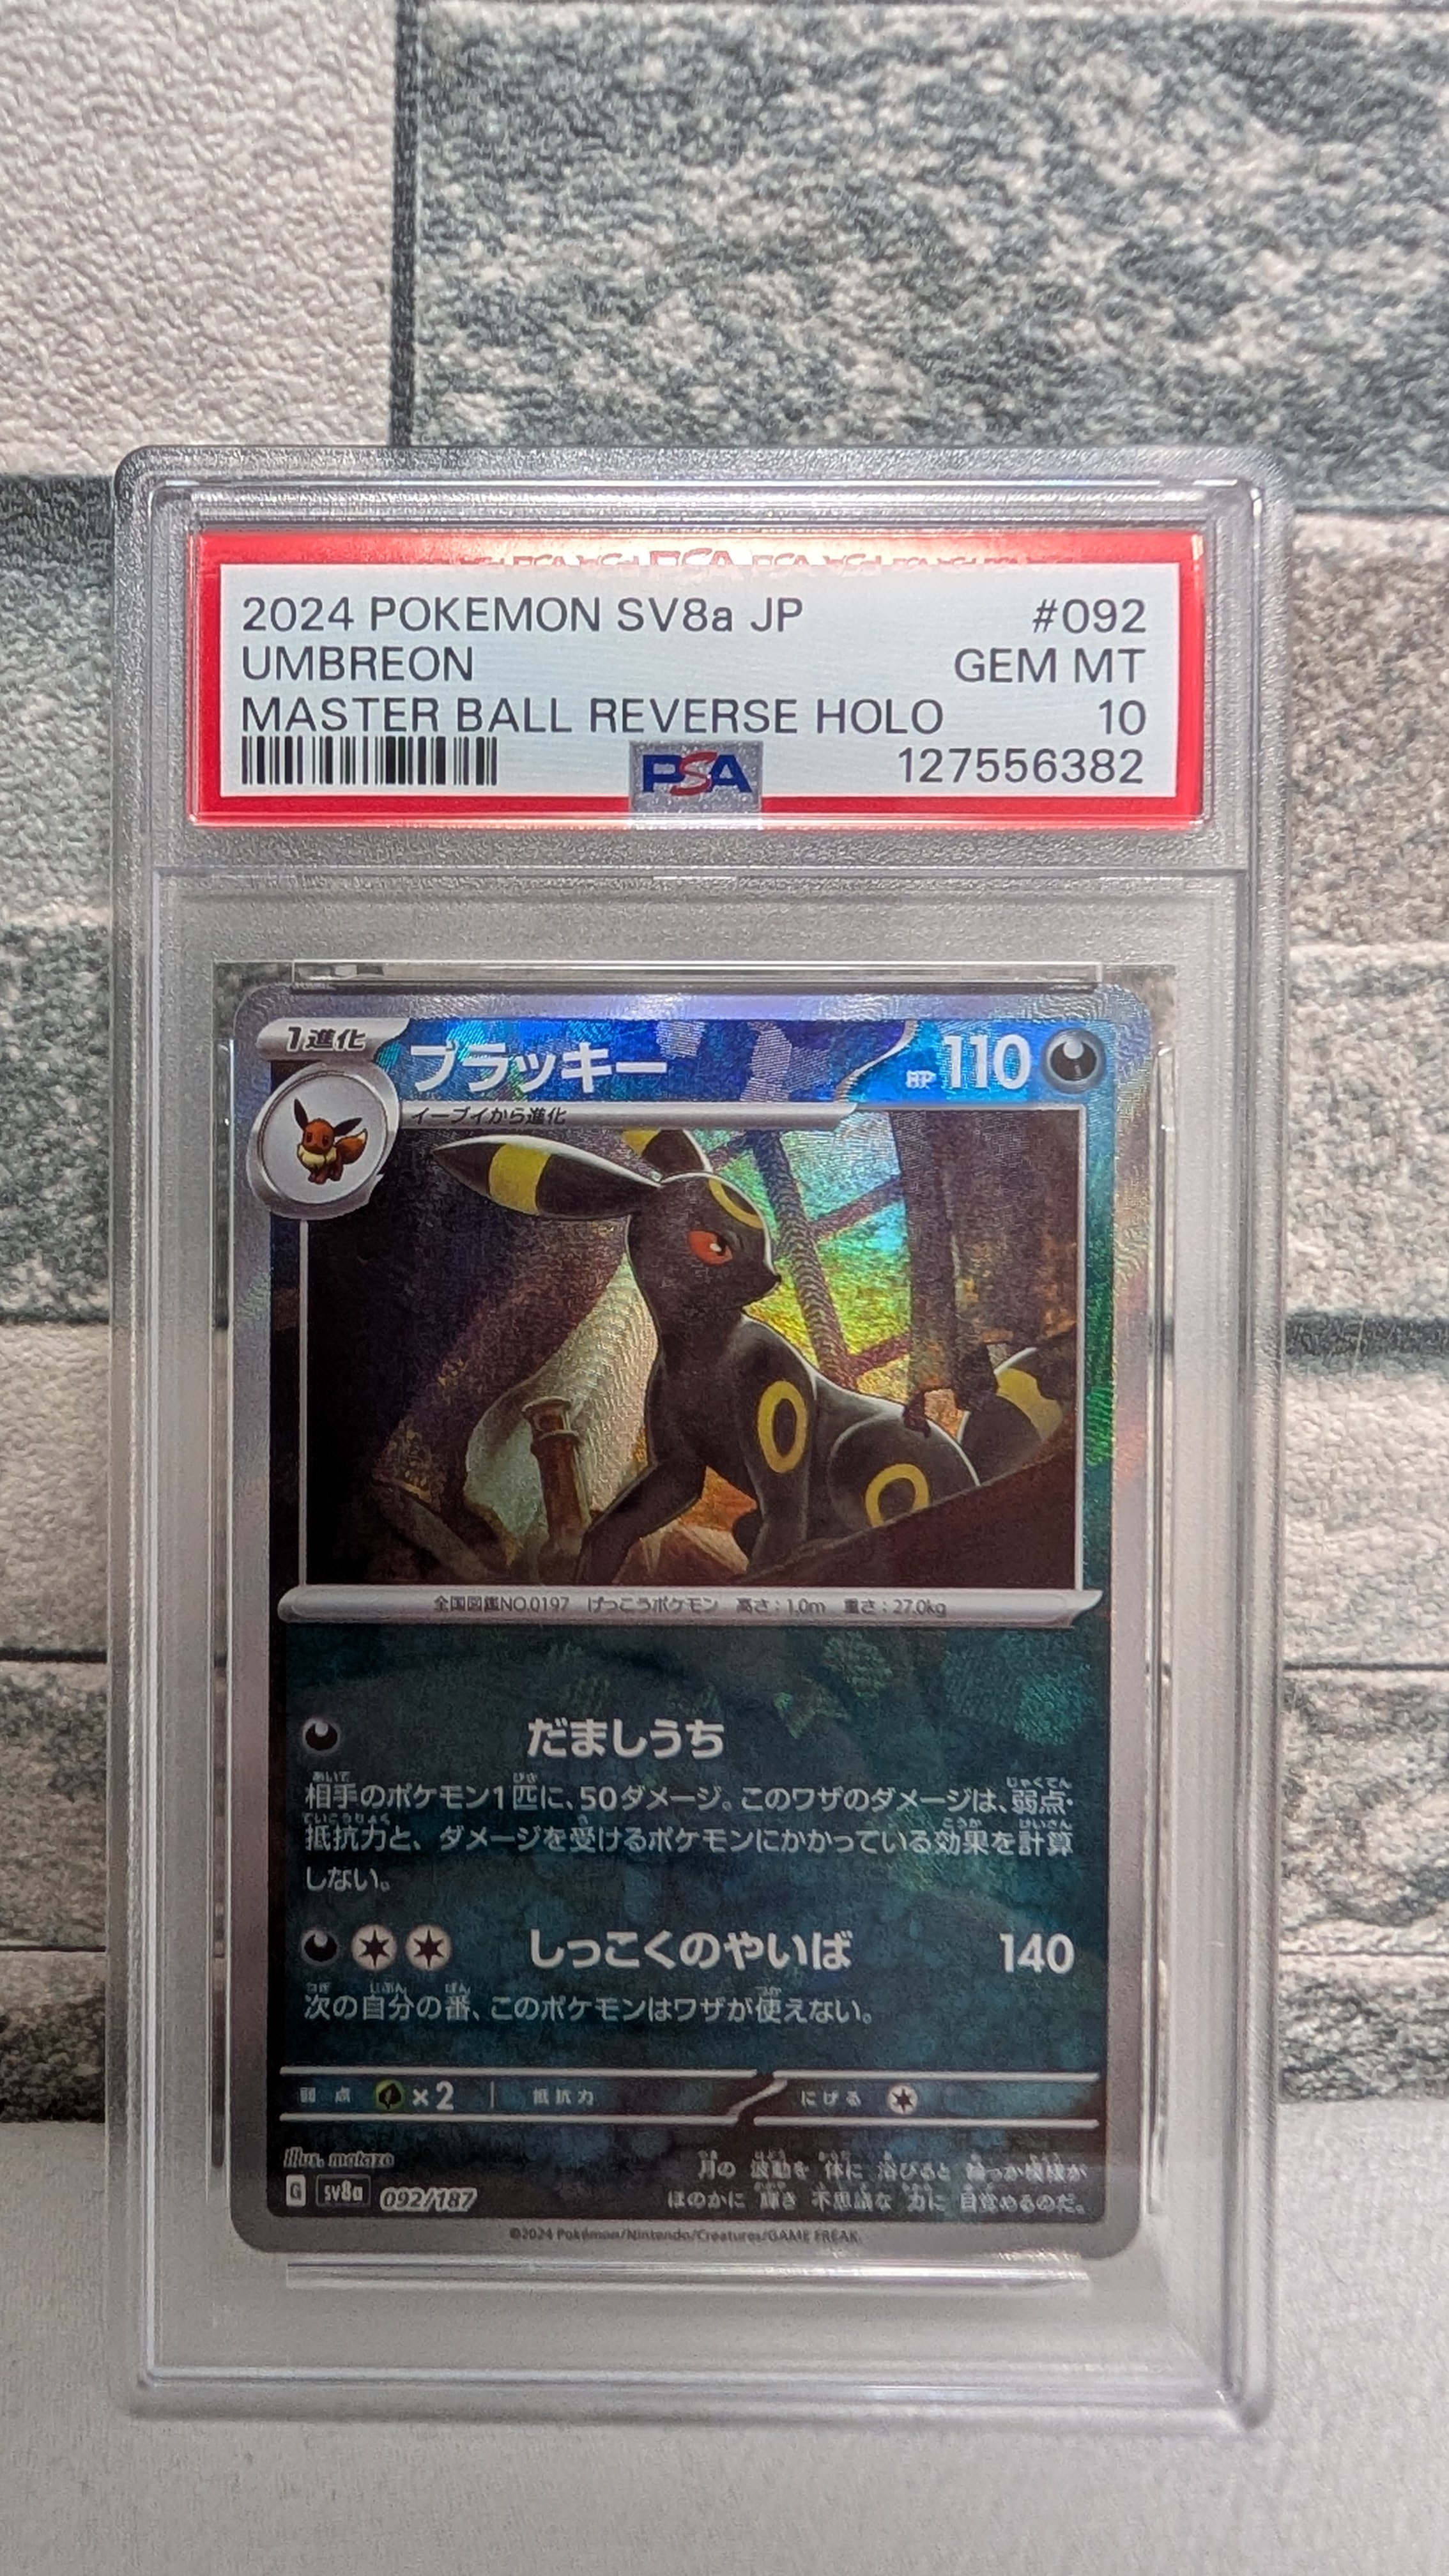 2024 POKEMON SV8a JP #092
UMBREON GEM MT
MASTER BALL REVERSE HOLO 10
PSA 127556382
1進化 ブラッキー HP 110
イーブイから進化
全国図鑑NO.0197 げっこうポケモン 高さ:1.0m 重さ:27.0kg
だましうち
相手のポケモン1匹に、50ダメージ。このワザのダメージは、弱点・
抵抗力と、ダメージを受けるポケモンにかかっている効果を計算
しない。
しっこくのやいば 140
次の自分の番、このポケモンはワザが使えない。
弱点 ×2 抵抗力 にげる
illus. matazo
月の 波動を 体に 浴びると 輪っか模様が
G sv8a 092/187
ほのかに 輝き 不思議な 力に 目覚めるのだ。
©2024 Pokémon/Nintendo/Creatures/GAME FREAK.